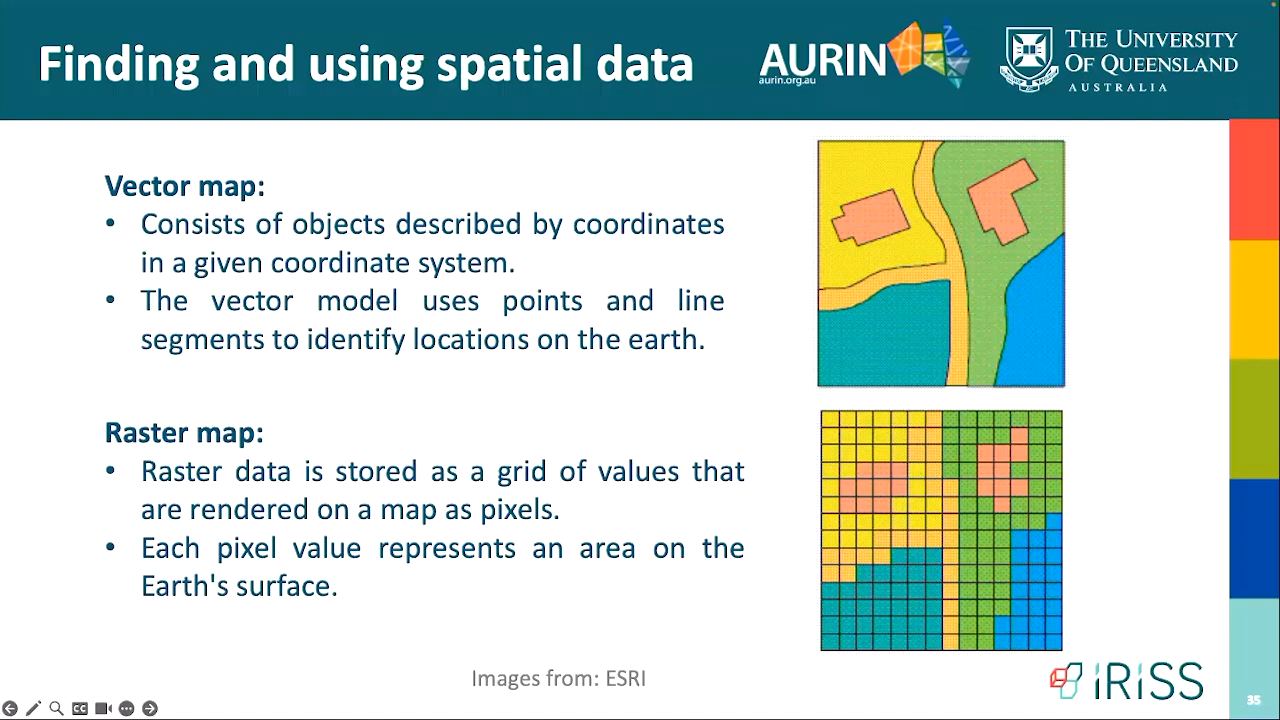 Finding and using spatial data
AURIN
aurin.org.au
THE UNIVERSITY
OF QUEENSLAND
AUSTRALIA
Vector map:
• Consists of objects described by coordinates
in a given coordinate system.
• The vector model uses points and line
segments to identify locations on the earth.
Raster map:
• Raster data is stored as a grid of values that
are rendered on a map as pixels.
• Each pixel value represents an area on the
Earth's surface.
Images from: ESRI
iRiSS
35
CC